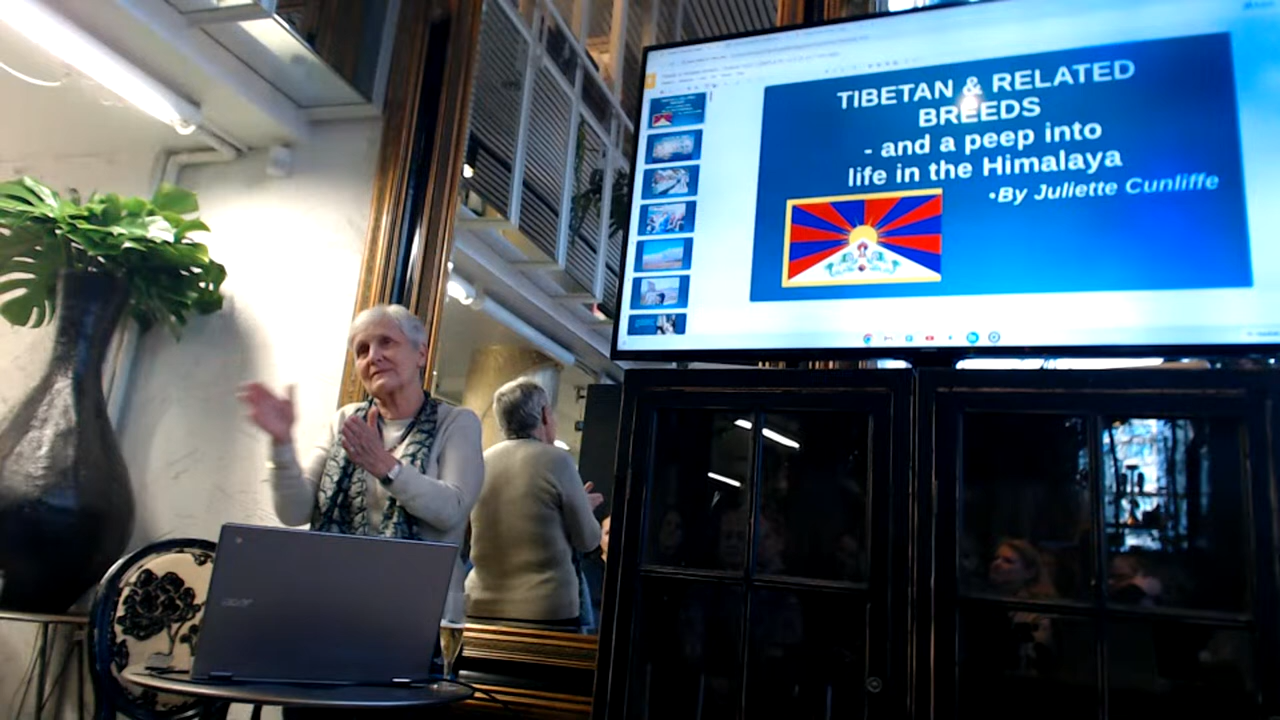 TIBETAN & RELATED
BREEDS
- and a peep into
life in the Himalaya
•By Juliette Cunliffe
acer